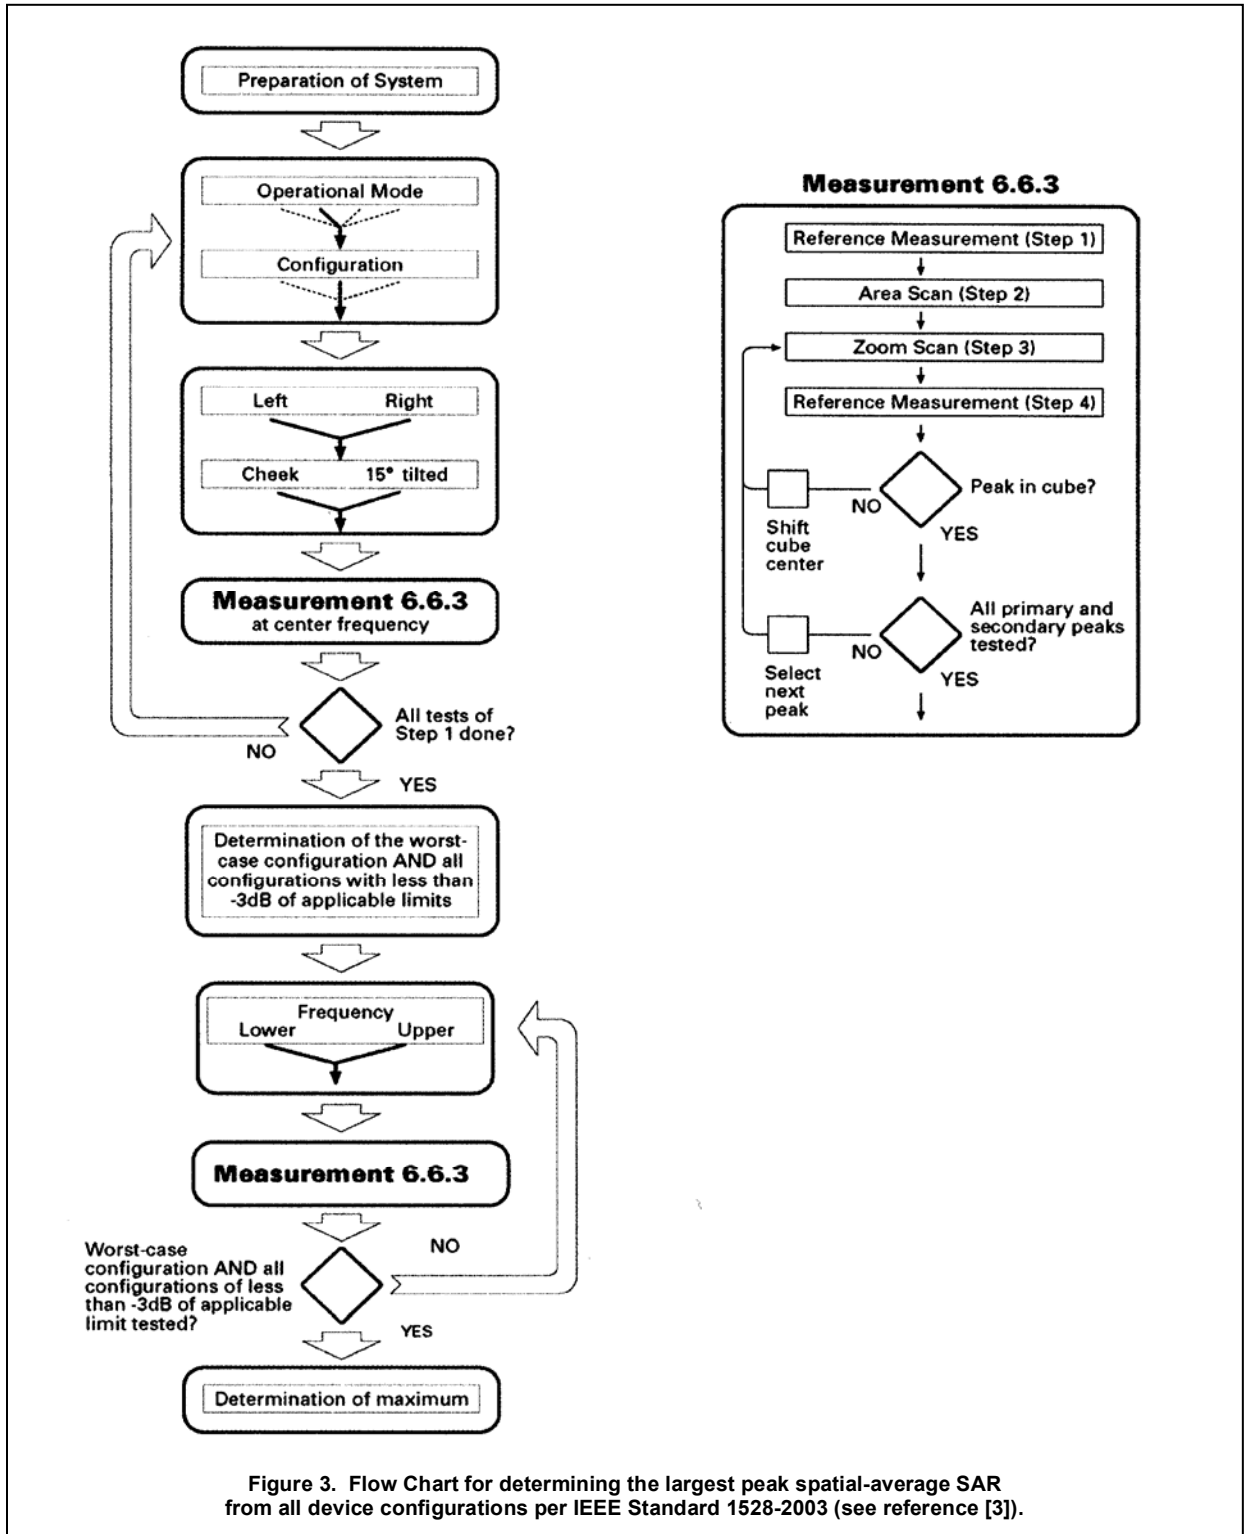 Preparation of System
Operational Mode
Configuration
Left Right
Cheek 15° tilted
Measurement 6.6.3
at center frequency
All tests of
Step 1 done?
NO
YES
Determination of the worst-
case configuration AND all
configurations with less than
-3dB of applicable limits
Frequency
Lower Upper
Measurement 6.6.3
Worst-case
configuration AND all
configurations of less
than -3dB of applicable
limit tested?
NO
YES
Determination of maximum
Measurement 6.6.3
Reference Measurement (Step 1)
Area Scan (Step 2)
Zoom Scan (Step 3)
Reference Measurement (Step 4)
Peak in cube?
NO
YES
Shift
cube
center
All primary and
secondary peaks
tested?
NO
YES
Select
next
peak
Figure 3. Flow Chart for determining the largest peak spatial-average SAR
from all device configurations per IEEE Standard 1528-2003 (see reference [3]).